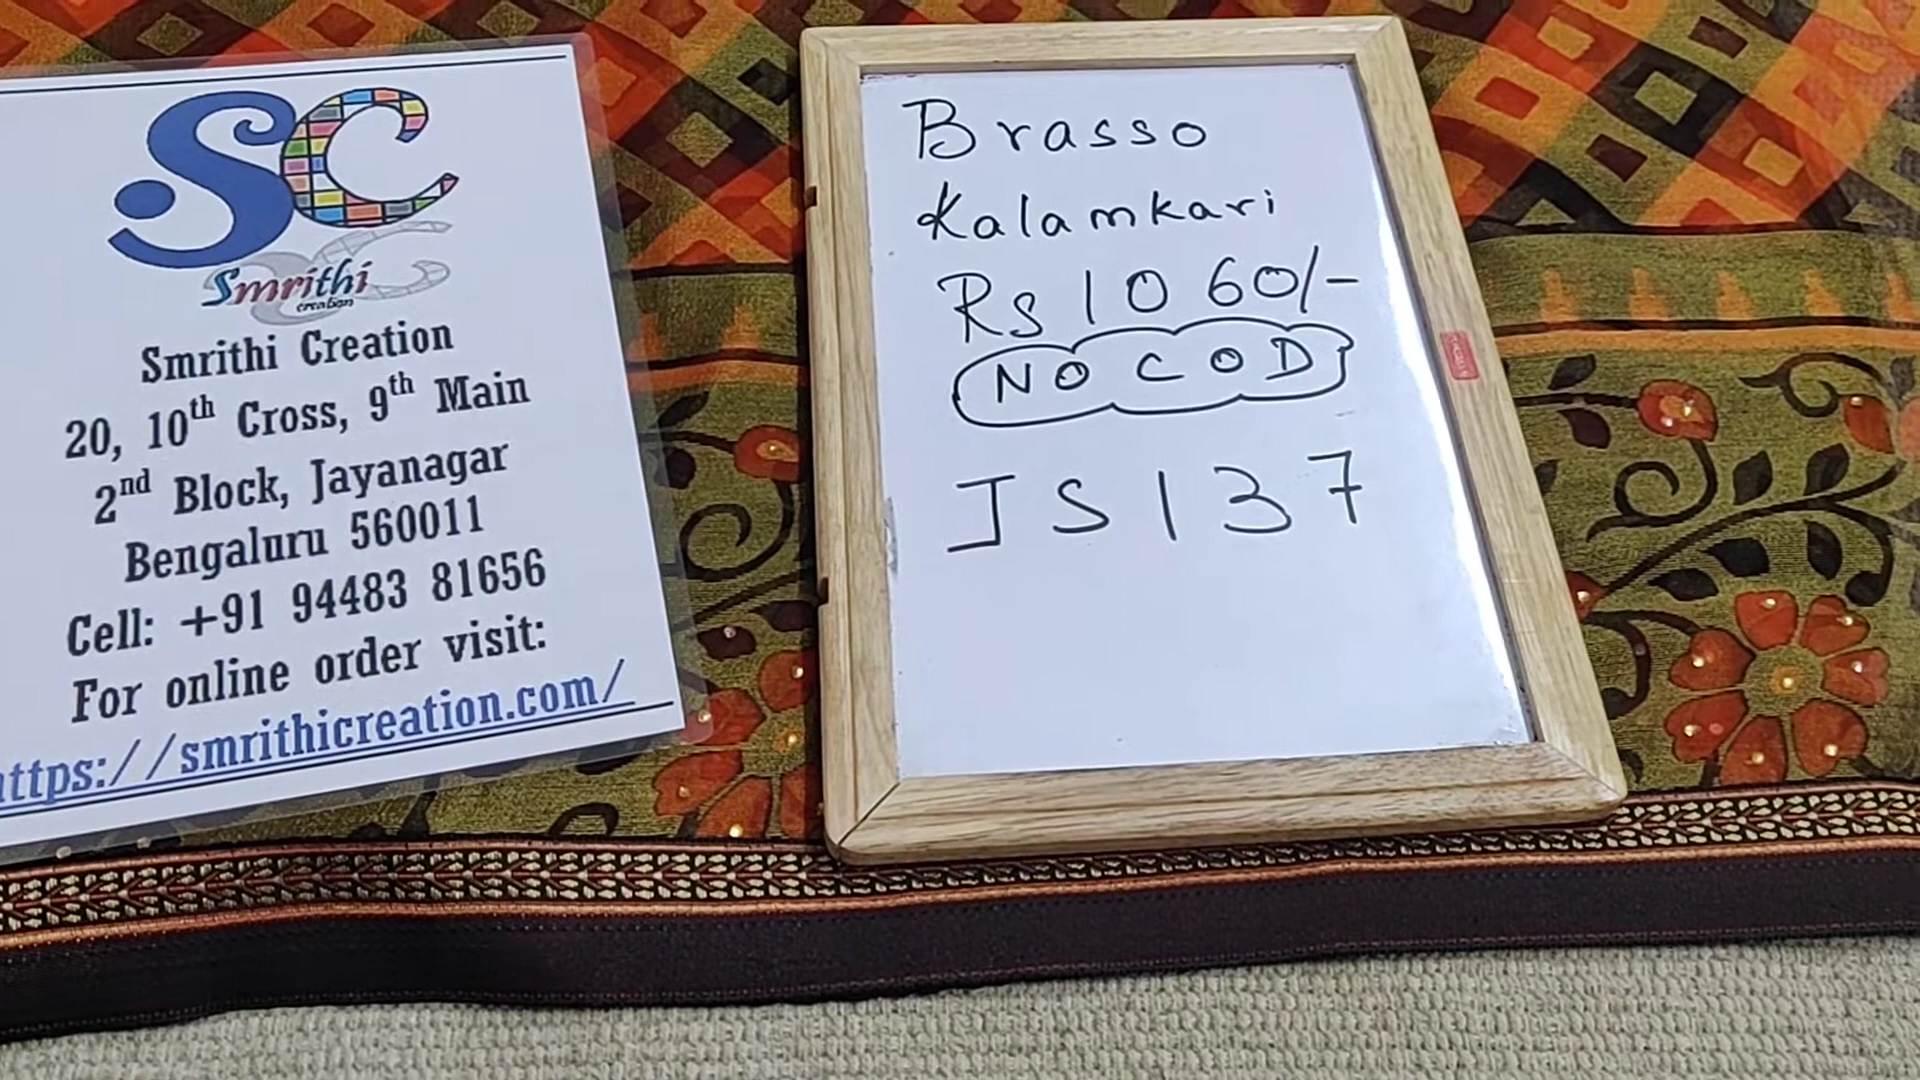 SC
Smrithi
creation
Smrithi Creation
20, 10th Cross, 9th Main
2nd Block, Jayanagar
Bengaluru 560011
Cell: +91 94483 81656
For online order visit:
ttps://smrithicreation.com/
Brasso
Kalamkari
Rs 1060/-
NO COD
JS137